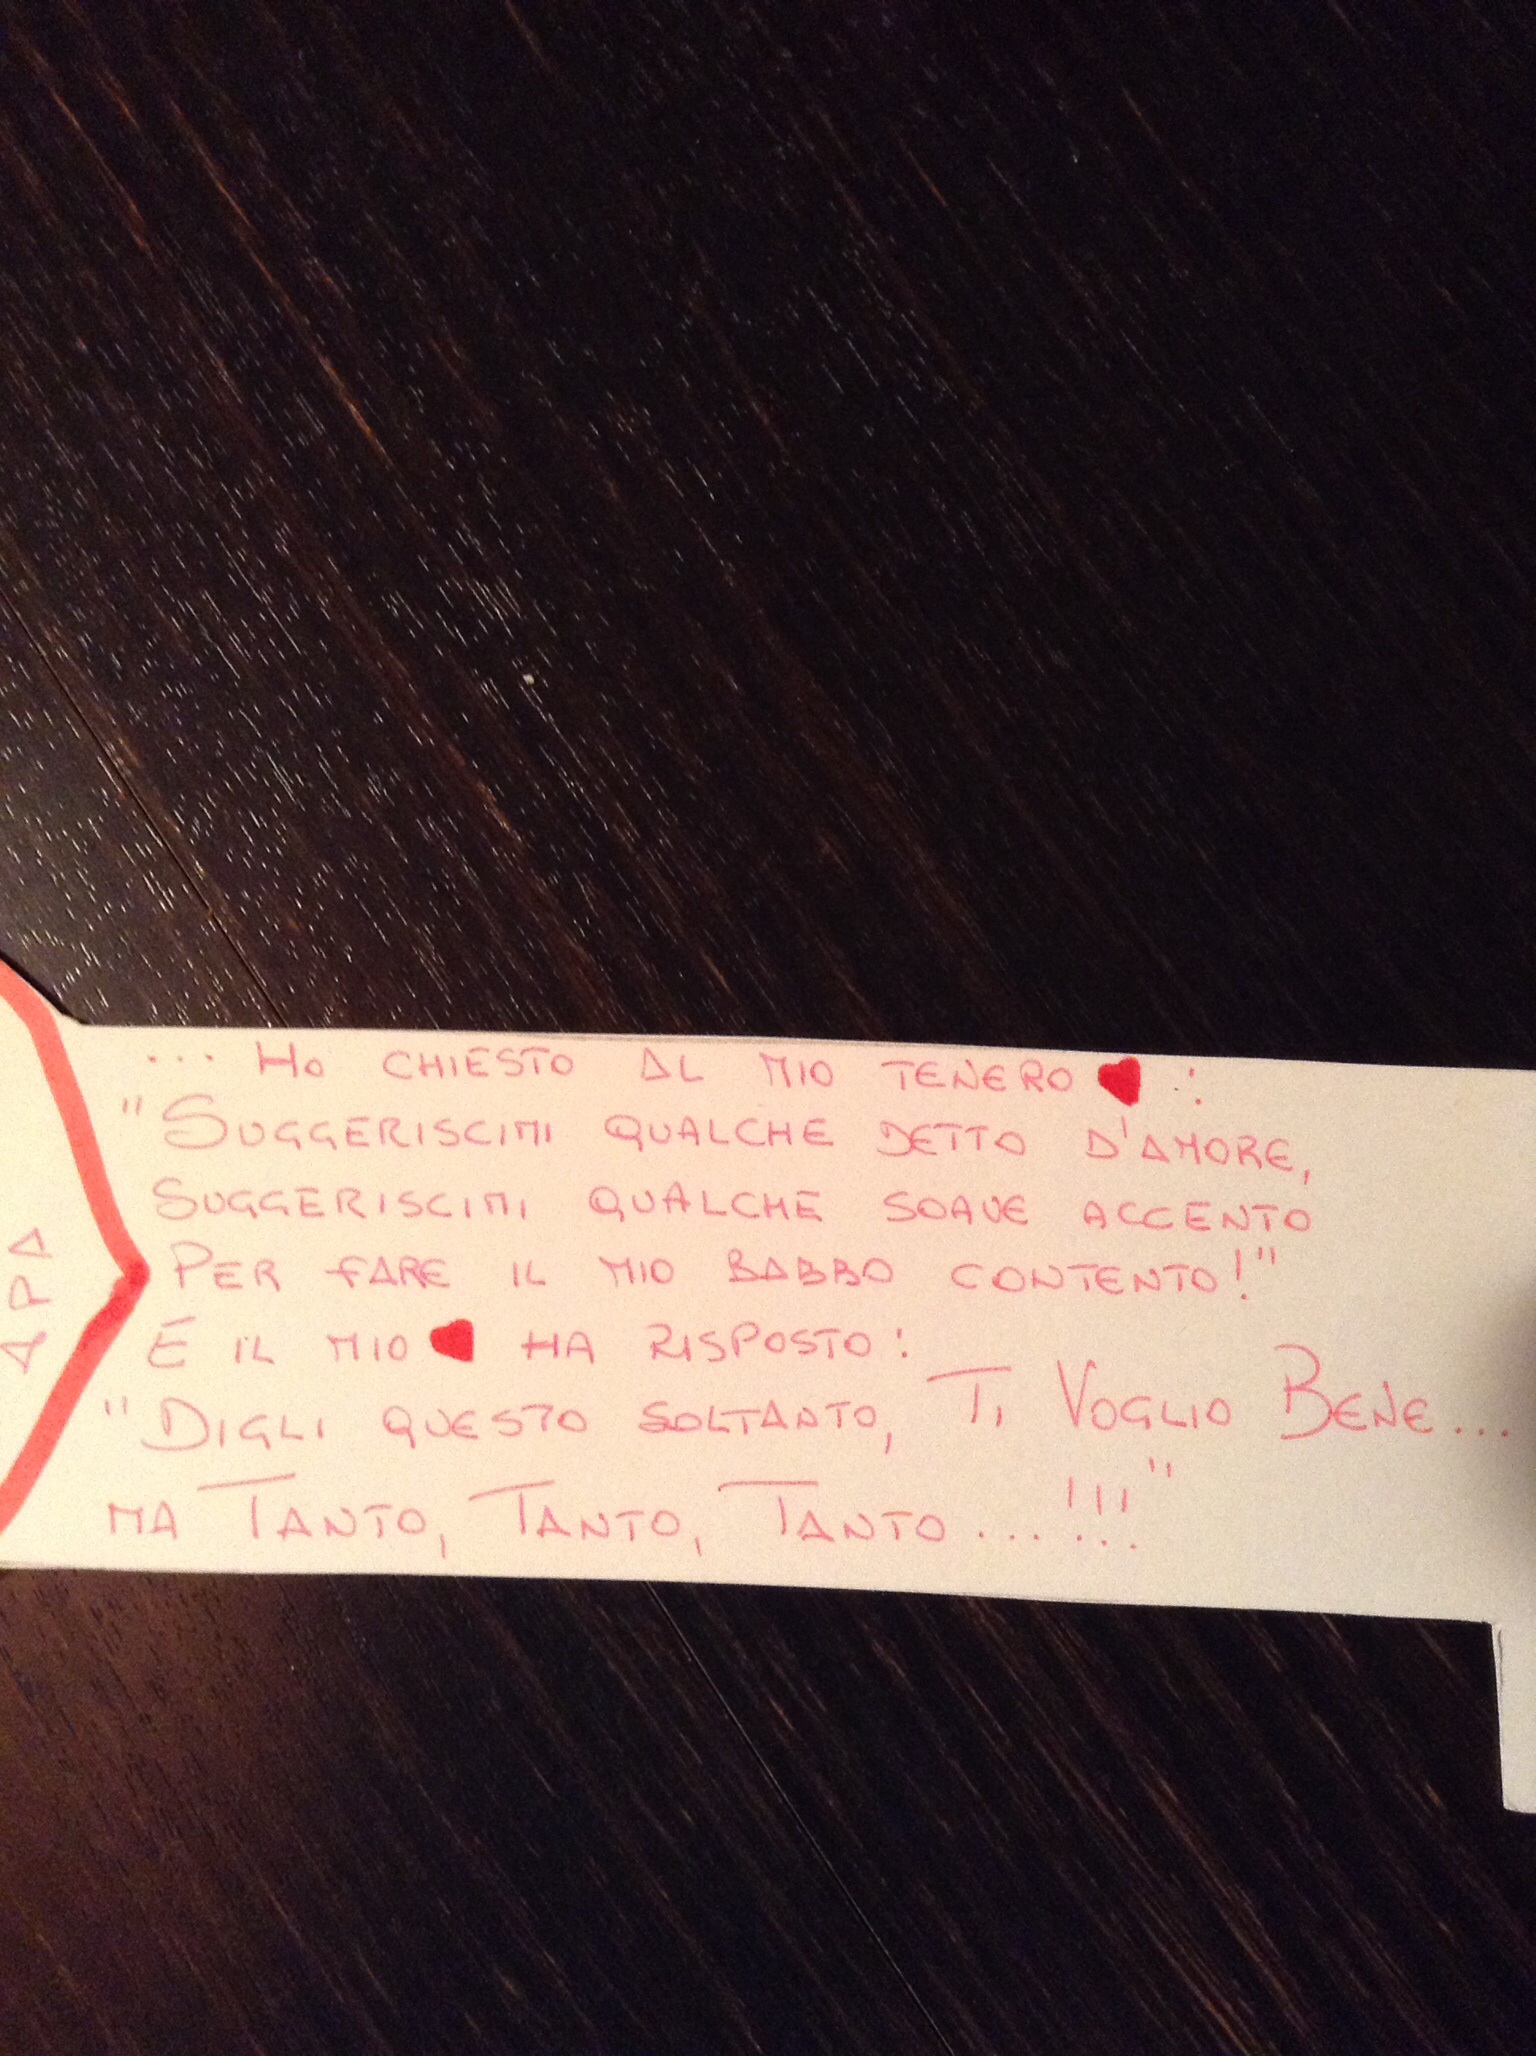 ... Ho CHIESTO AL MIO TENERO ❤ :
"SUGGERISCIMI QUALCHE DETTO D'AMORE,
SUGGERISCIMI QUALCHE SOAVE ACCENTO
PER FARE IL MIO BABBO CONTENTO!"
E IL MIO ❤ HA RISPOSTO:
"DIGLI QUESTO SOLTANTO, TI VOGLIO BENE...
MA TANTO, TANTO, TANTO....!!!"
APA